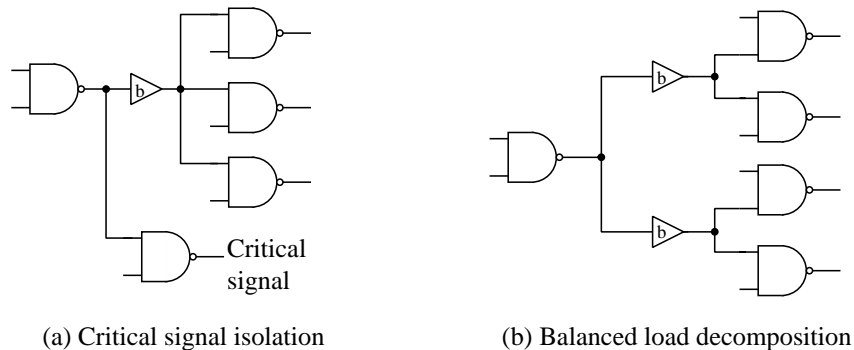 b
b
b
Critical
signal
(a) Critical signal isolation
(b) Balanced load decomposition